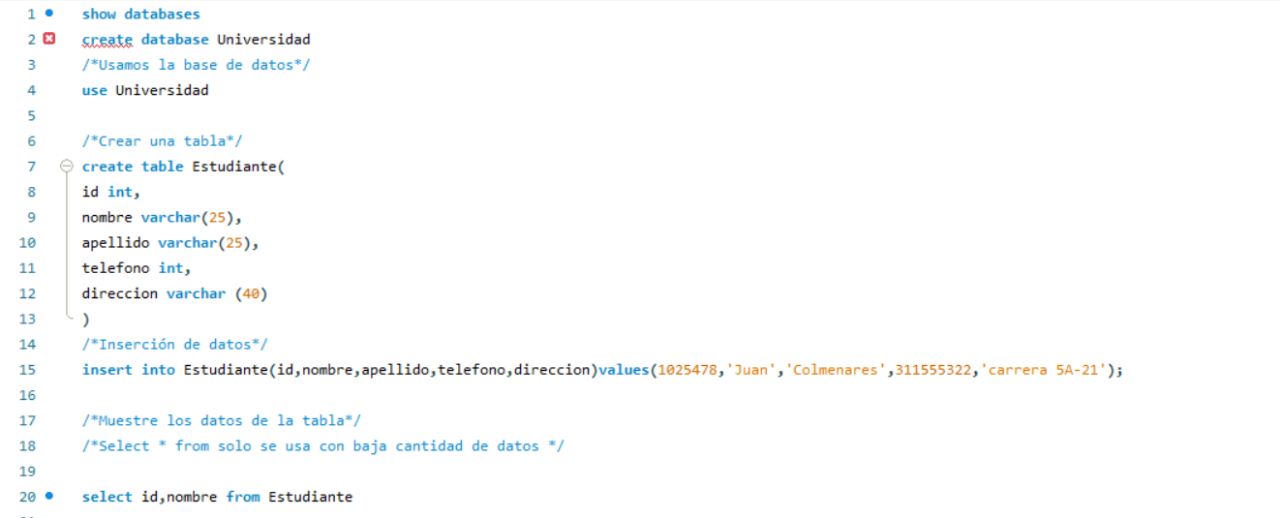 1 show databases
2 create database Universidad
3 /*Usamos la base de datos*/
4 use Universidad
5
6 /*Crear una tabla*/
7 create table Estudiante(
8 id int,
9 nombre varchar(25),
10 apellido varchar(25),
11 telefono int,
12 direccion varchar (40)
13 )
14 /*Inserción de datos*/
15 insert into Estudiante(id,nombre,apellido,telefono,direccion)values(1025478,'Juan','Colmenares',311555322,'carrera 5A-21');
16
17 /*Muestre los datos de la tabla*/
18 /*Select * from solo se usa con baja cantidad de datos */
19
20 select id,nombre from Estudiante